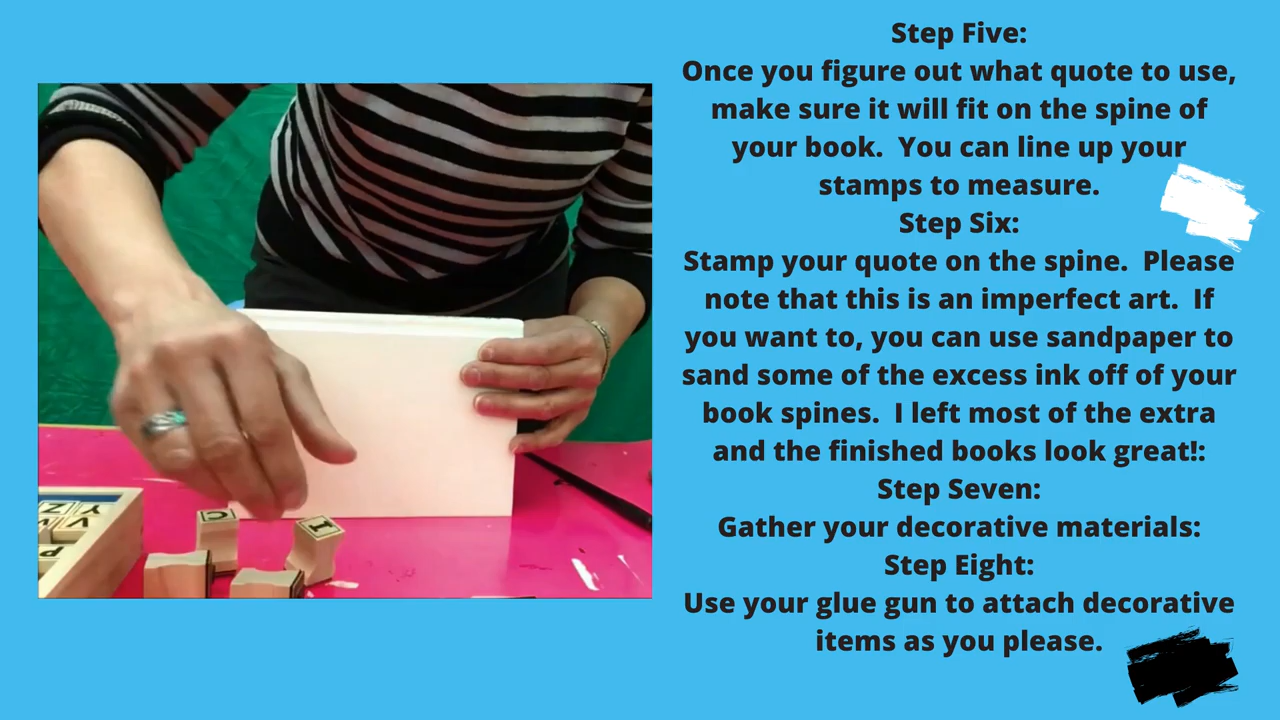 Step Five:
Once you figure out what quote to use,
make sure it will fit on the spine of
your book.  You can line up your
stamps to measure.
Step Six:
Stamp your quote on the spine.  Please
note that this is an imperfect art.  If
you want to, you can use sandpaper to
sand some of the excess ink off of your
book spines.  I left most of the extra
and the finished books look great!:
Step Seven:
Gather your decorative materials:
Step Eight:
Use your glue gun to attach decorative
items as you please.
C
I
Y
Z
V
P